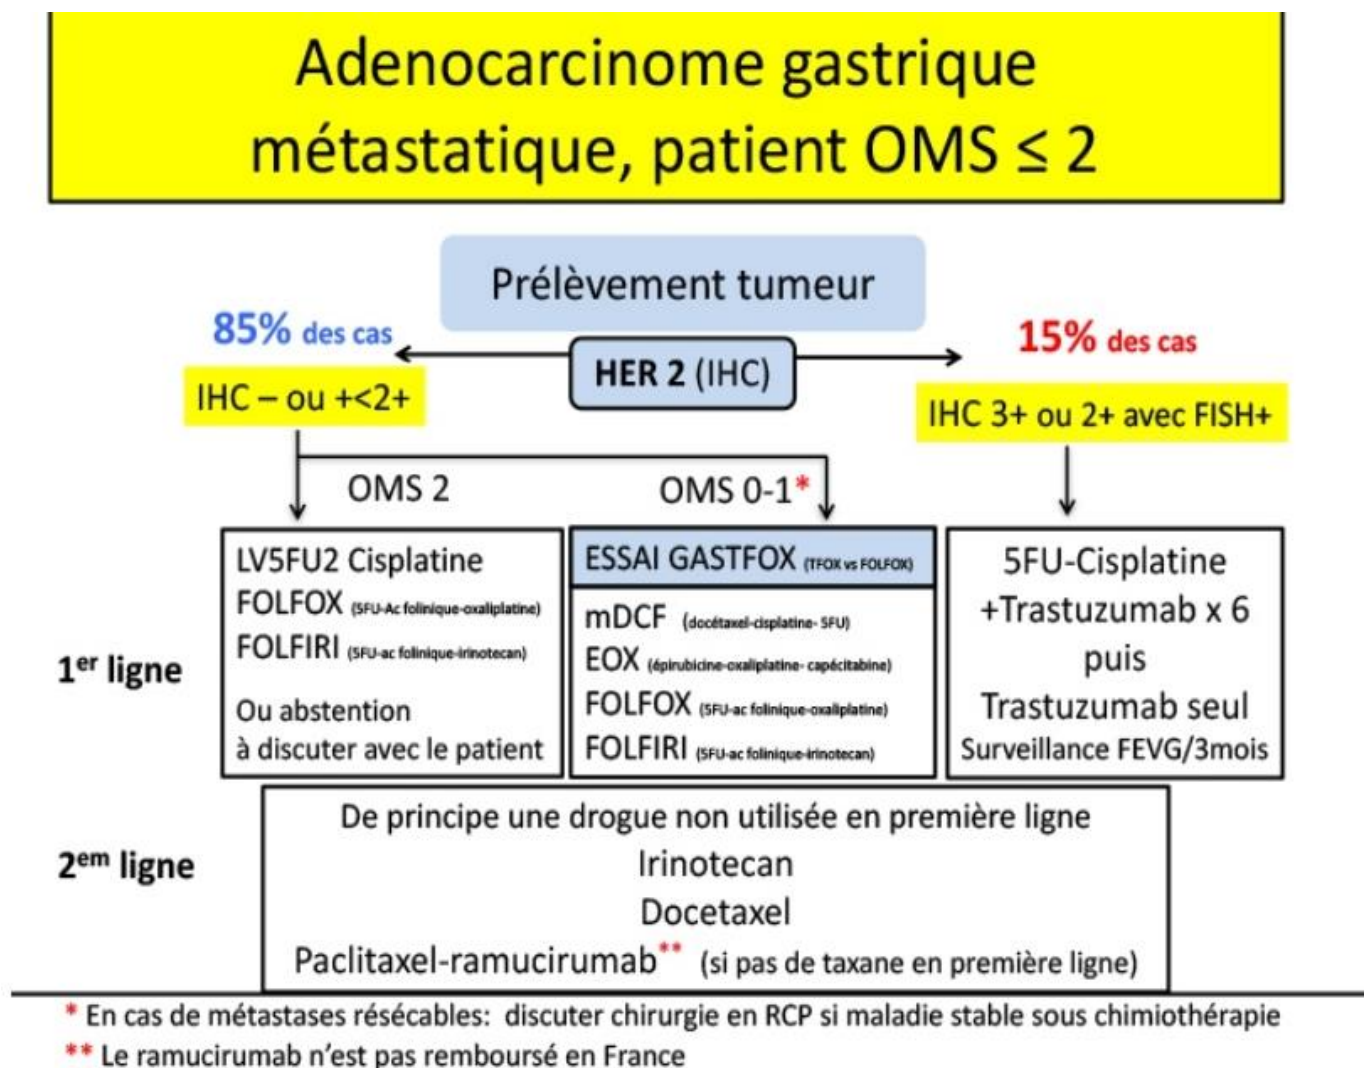 Adenocarcinome gastrique
métastatique, patient OMS ≤ 2
Prélèvement tumeur
85% des cas
15% des cas
HER 2 (IHC)
IHC – ou +<2+
IHC 3+ ou 2+ avec FISH+
OMS 2
OMS 0-1*
1er ligne
LV5FU2 Cisplatine
FOLFOX (5FU-Ac folinique-oxaliplatine)
FOLFIRI (5FU-ac folinique-irinotecan)
Ou abstention
à discuter avec le patient
ESSAI GASTFOX (TFOX vs FOLFOX)
mDCF (docétaxel-cisplatine- 5FU)
EOX (épirubicine-oxaliplatine- capécitabine)
FOLFOX (5FU-ac folinique-oxaliplatine)
FOLFIRI (5FU-ac folinique-irinotecan)
5FU-Cisplatine
+Trastuzumab x 6
puis
Trastuzumab seul
Surveillance FEVG/3mois
2em ligne
De principe une drogue non utilisée en première ligne
Irinotecan
Docetaxel
Paclitaxel-ramucirumab** (si pas de taxane en première ligne)
* En cas de métastases résécables: discuter chirurgie en RCP si maladie stable sous chimiothérapie
** Le ramucirumab n'est pas remboursé en France